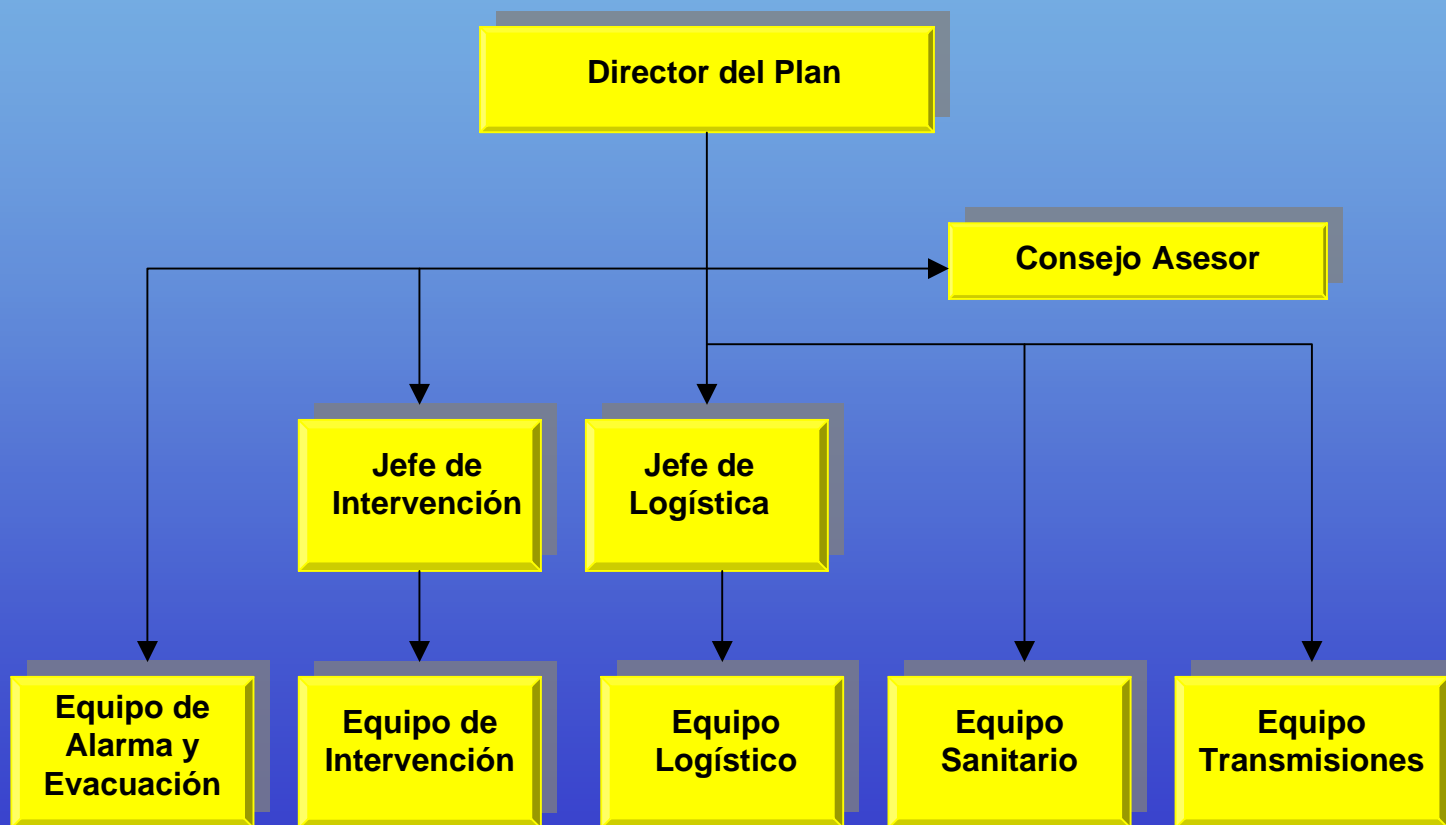 Director del Plan
Consejo Asesor
Jefe de
Intervención
Jefe de
Logística
Equipo de
Alarma y
Evacuación
Equipo de
Intervención
Equipo
Logístico
Equipo
Sanitario
Equipo
Transmisiones